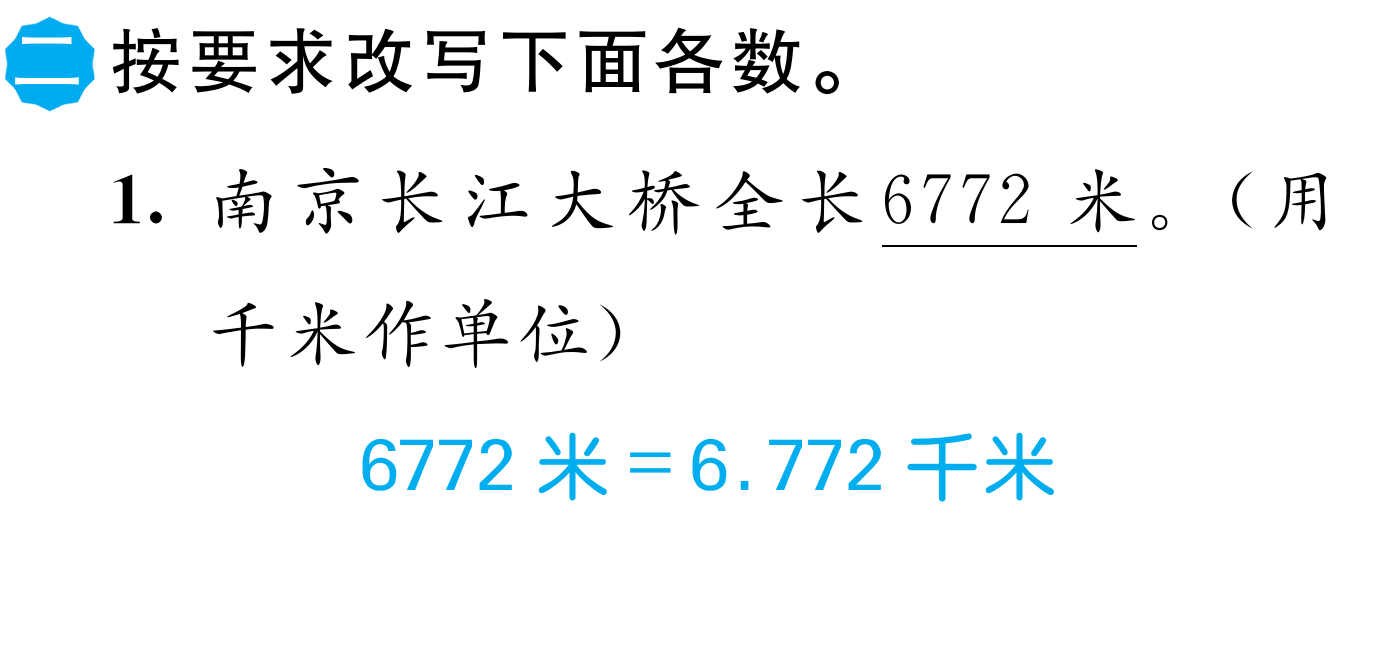 二 按要求改写下面各数。
1. 南京长江大桥全长6772 米。（用
千米作单位）
6772 米=6.772 千米